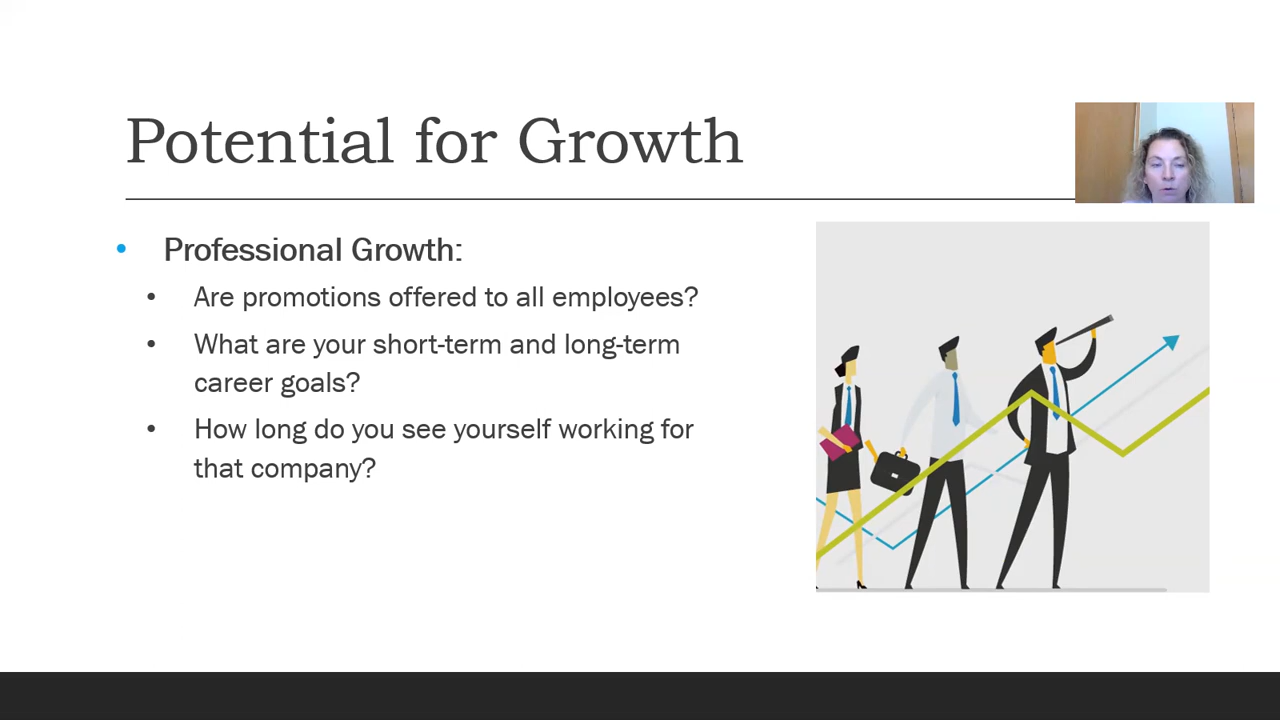 Potential for Growth
• Professional Growth:
• Are promotions offered to all employees?
• What are your short-term and long-term
career goals?
• How long do you see yourself working for
that company?